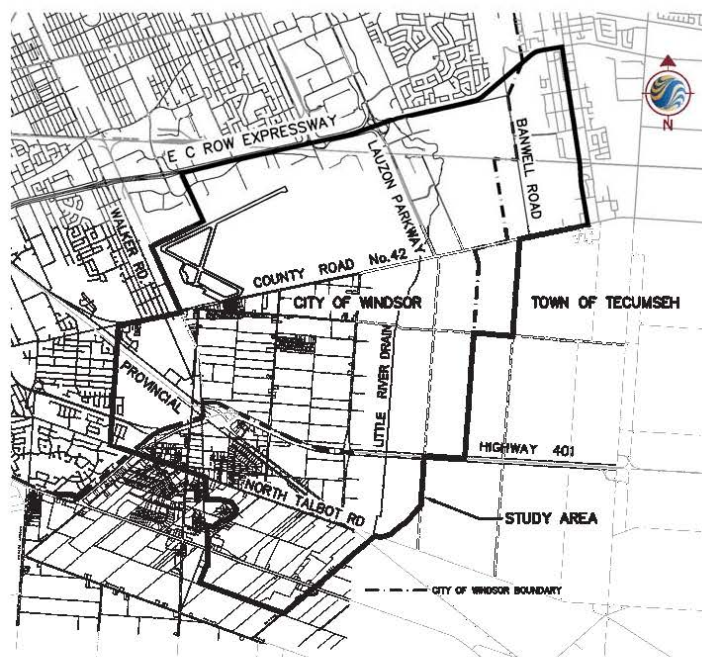 E C ROW EXPRESSWAY
BANWELL ROAD
N
LAUZON PARKWAY
WALKER RD
COUNTY ROAD No.42
CITY OF WINDSOR
TOWN OF TECUMSEH
LITTLE RIVER DRAIN
PROVINCIAL
HIGHWAY 401
NORTH TALBOT RD
STUDY AREA
CITY OF WINDSOR BOUNDARY